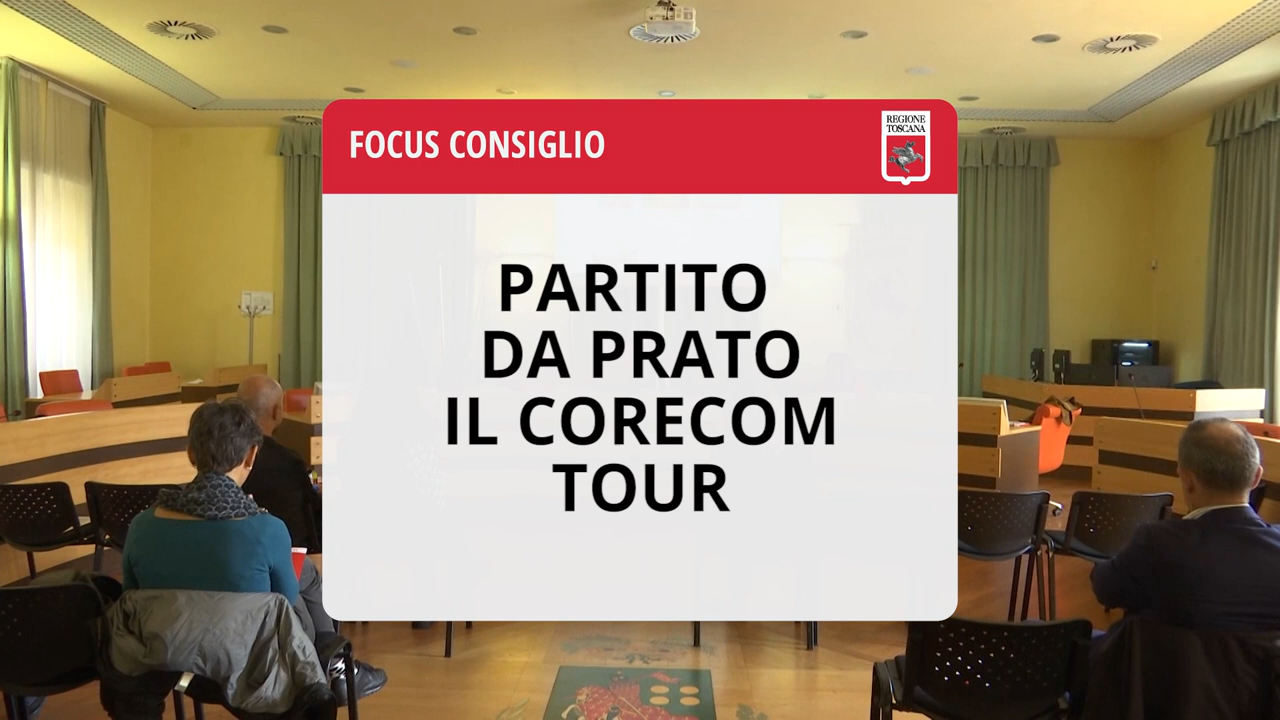 FOCUS CONSIGLIO
REGIONE
TOSCANA
PARTITO
DA PRATO
IL CORECOM
TOUR